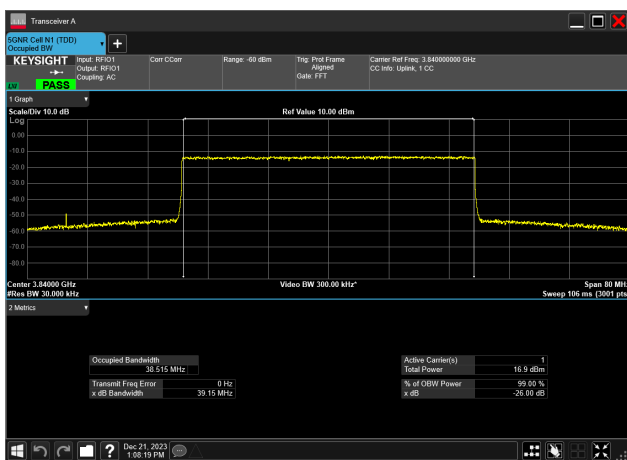 Transceiver A
5GNR Cell N1 (TDD)
Occupied BW
+
KEYSIGHT
Input: RFIO1
Output: RFIO1
Coupling: AC
Corr CCorr
Range: -60 dBm
Trig: Prot Frame
Aligned
Gate: FFT
Carrier Ref Freq: 3.840000000 GHz
CC Info: Uplink, 1 CC
PASS
1 Graph
Scale/Div 10.0 dB
Ref Value 10.00 dBm
Log
0.00
-10.0
-20.0
-30.0
-40.0
-50.0
-60.0
-70.0
-80.0
Center 3.84000 GHz
Video BW 300.00 kHz*
Span 80 MH
#Res BW 30.000 kHz
Sweep 106 ms (3001 pts
2 Metrics
Occupied Bandwidth
38.515 MHz
Active Carrier(s) 1
Total Power 16.9 dBm
Transmit Freq Error 0 Hz
x dB Bandwidth 39.15 MHz
% of OBW Power 99.00 %
x dB -26.00 dB
?
Dec 21, 2023
1:08:19 PM